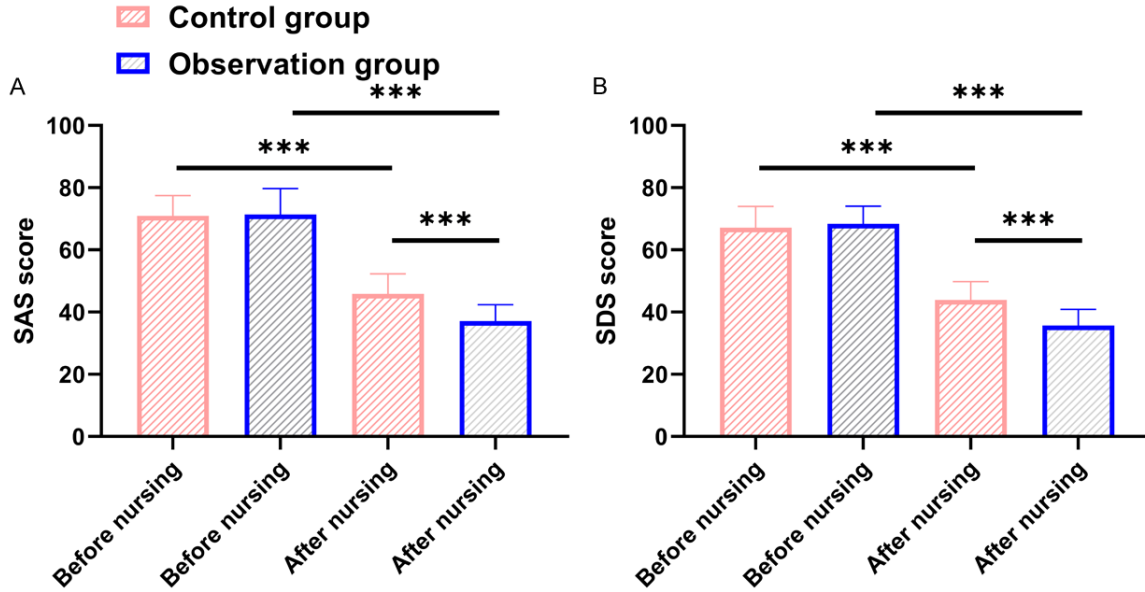 Control group
Observation group
A
***
***
***
SAS score
100
80
60
40
20
0
Before nursing
Before nursing
After nursing
After nursing
B
***
***
***
SDS score
100
80
60
40
20
0
Before nursing
Before nursing
After nursing
After nursing